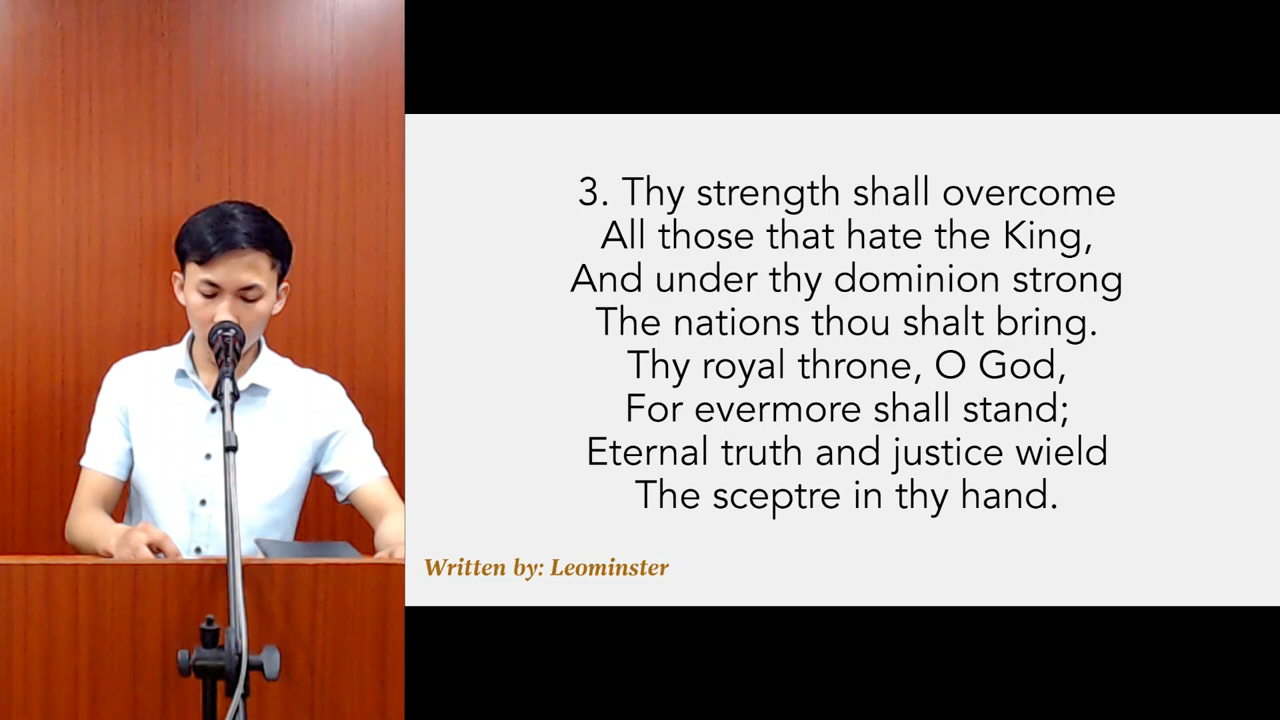 3. Thy strength shall overcome
All those that hate the King,
And under thy dominion strong
The nations thou shalt bring.
Thy royal throne, O God,
For evermore shall stand;
Eternal truth and justice wield
The sceptre in thy hand.
Written by: Leominster